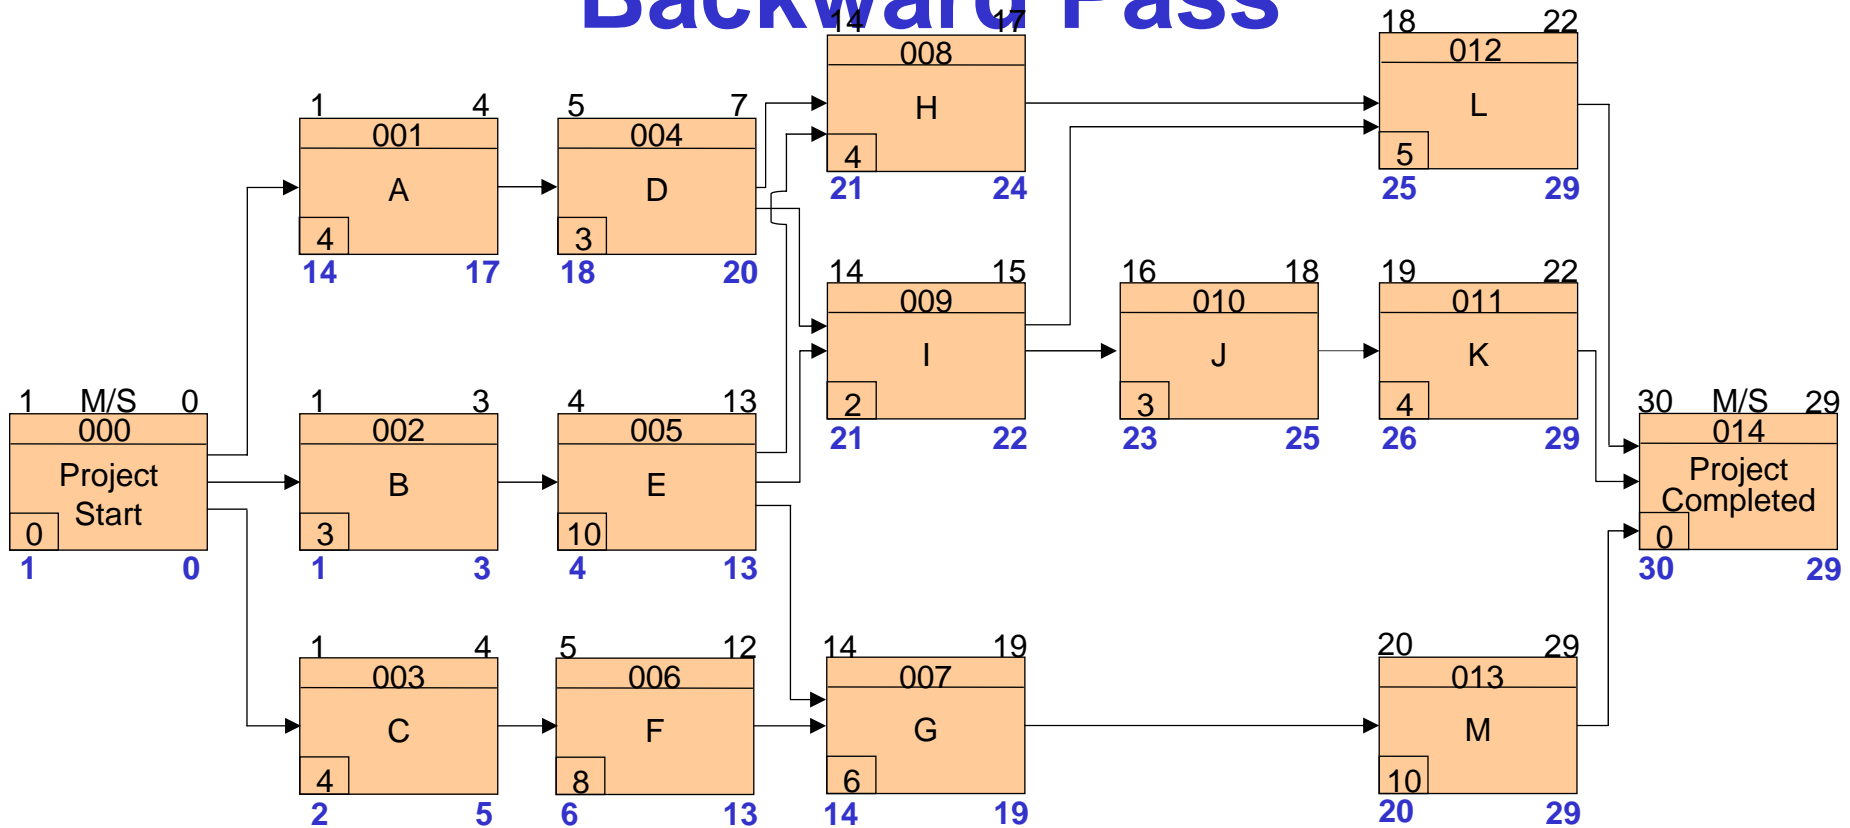 Backward Pass
14 17
008
H
4
21 24
18 22
012
L
5
25 29
1 4
001
A
4
14 17
5 7
004
D
3
18 20
14 15
009
I
2
21 22
16 18
010
J
3
23 25
19 22
011
K
4
26 29
1 M/S 0
000
Project
Start
0
1 0
1 3
002
B
3
1 3
4 13
005
E
10
4 13
30 M/S 29
014
Project
Completed
0
30 29
1 4
003
C
4
2 5
5 12
006
F
8
6 13
14 19
007
G
6
14 19
20 29
013
M
10
20 29